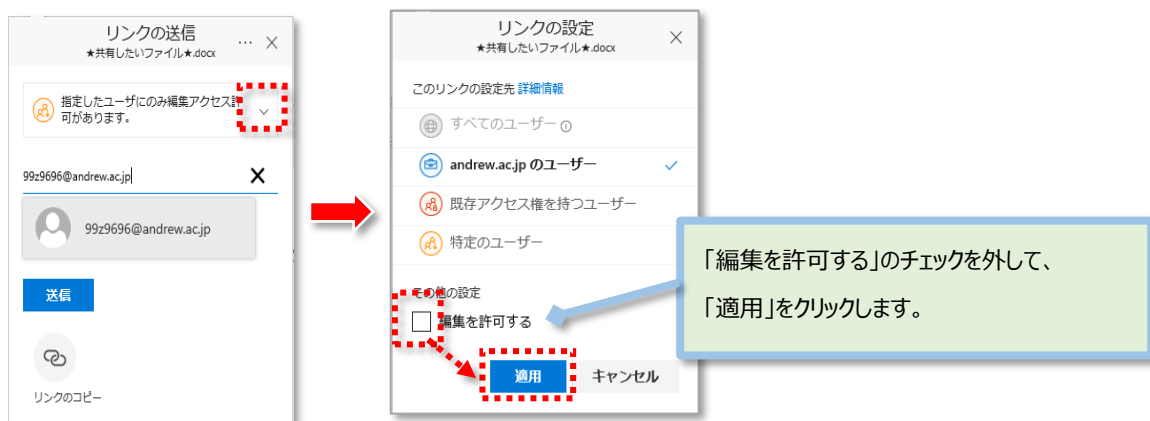 リンクの送信
★共有したいファイル★.docx
指定したユーザにのみ編集アクセス許
可があります。
99z9696@andrew.ac.jp
99z9696@andrew.ac.jp
送信
リンクのコピー
リンクの設定
★共有したいファイル★.docx
このリンクの設定先 詳細情報
すべてのユーザー
andrew.ac.jp のユーザー
既存アクセス権を持つユーザー
特定のユーザー
その他の設定
編集を許可する
適用 キャンセル
「編集を許可する」のチェックを外して、
「適用」をクリックします。